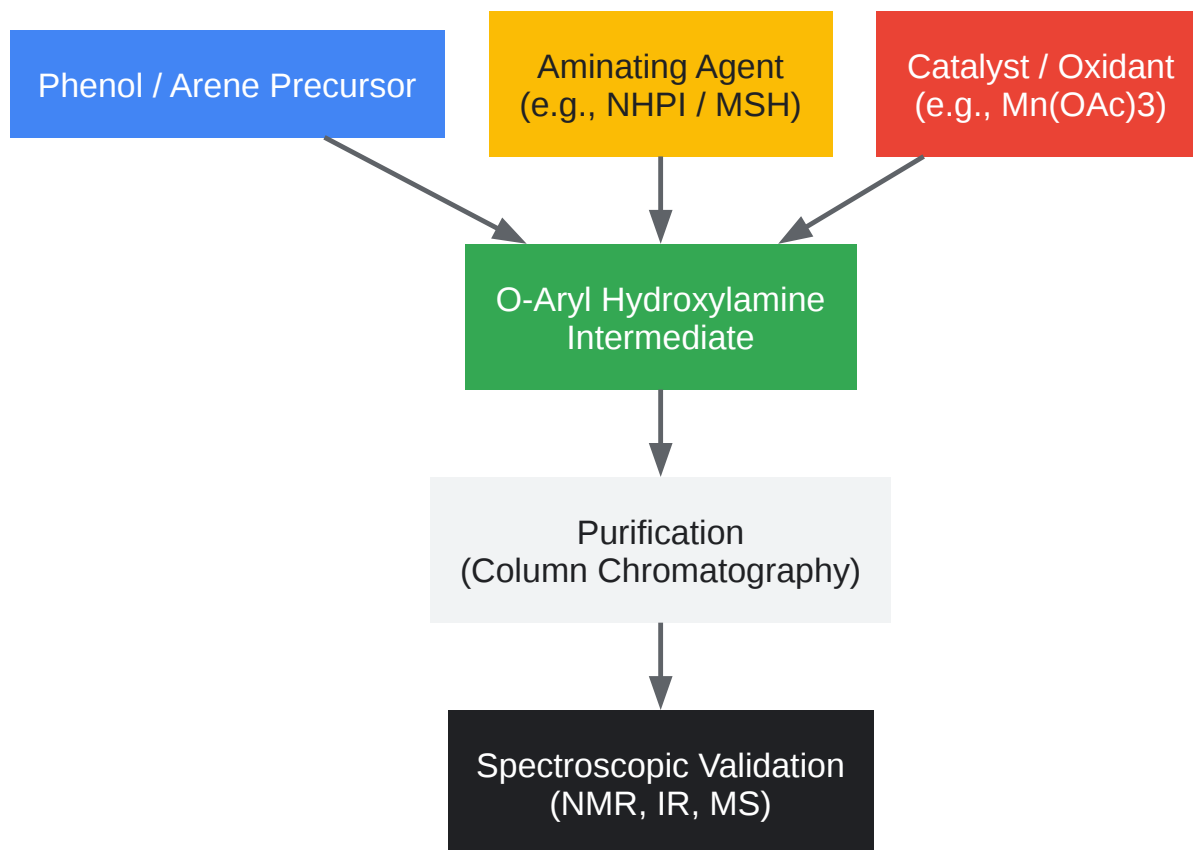 Phenol / Arene Precursor
Aminating Agent
(e.g., NHPI / MSH)
Catalyst / Oxidant
(e.g., Mn(OAc)3)
O-Aryl Hydroxylamine
Intermediate
Purification
(Column Chromatography)
Spectroscopic Validation
(NMR, IR, MS)